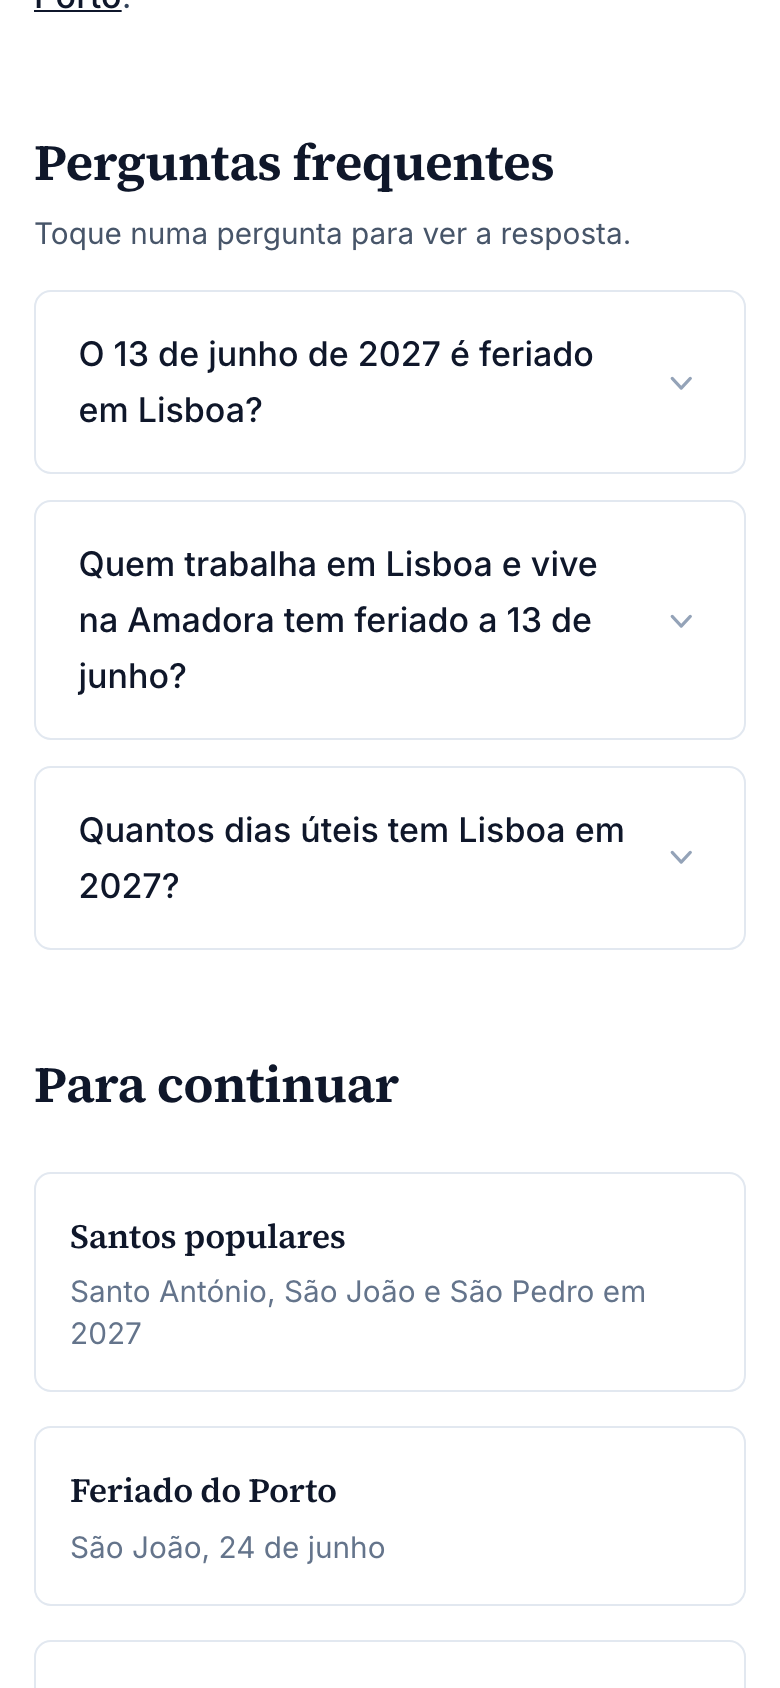 Porto.
Perguntas frequentes
Toque numa pergunta para ver a resposta.
O 13 de junho de 2027 é feriado
em Lisboa?
Quem trabalha em Lisboa e vive
na Amadora tem feriado a 13 de
junho?
Quantos dias úteis tem Lisboa em
2027?
Para continuar
Santos populares
Santo António, São João e São Pedro em
2027
Feriado do Porto
São João, 24 de junho